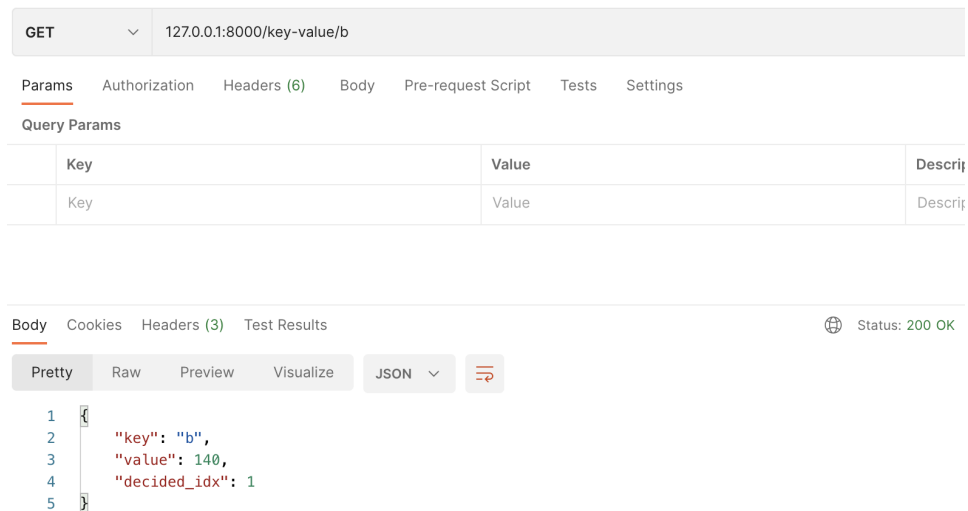 GET 127.0.0.1:8000/key-value/b
Params Authorization Headers (6) Body Pre-request Script Tests Settings
Query Params
Key Value Descrip
Key Value Descrip
Body Cookies Headers (3) Test Results Status: 200 OK
Pretty Raw Preview Visualize JSON
1 {
2 "key": "b",
3 "value": 140,
4 "decided_idx": 1
5 }